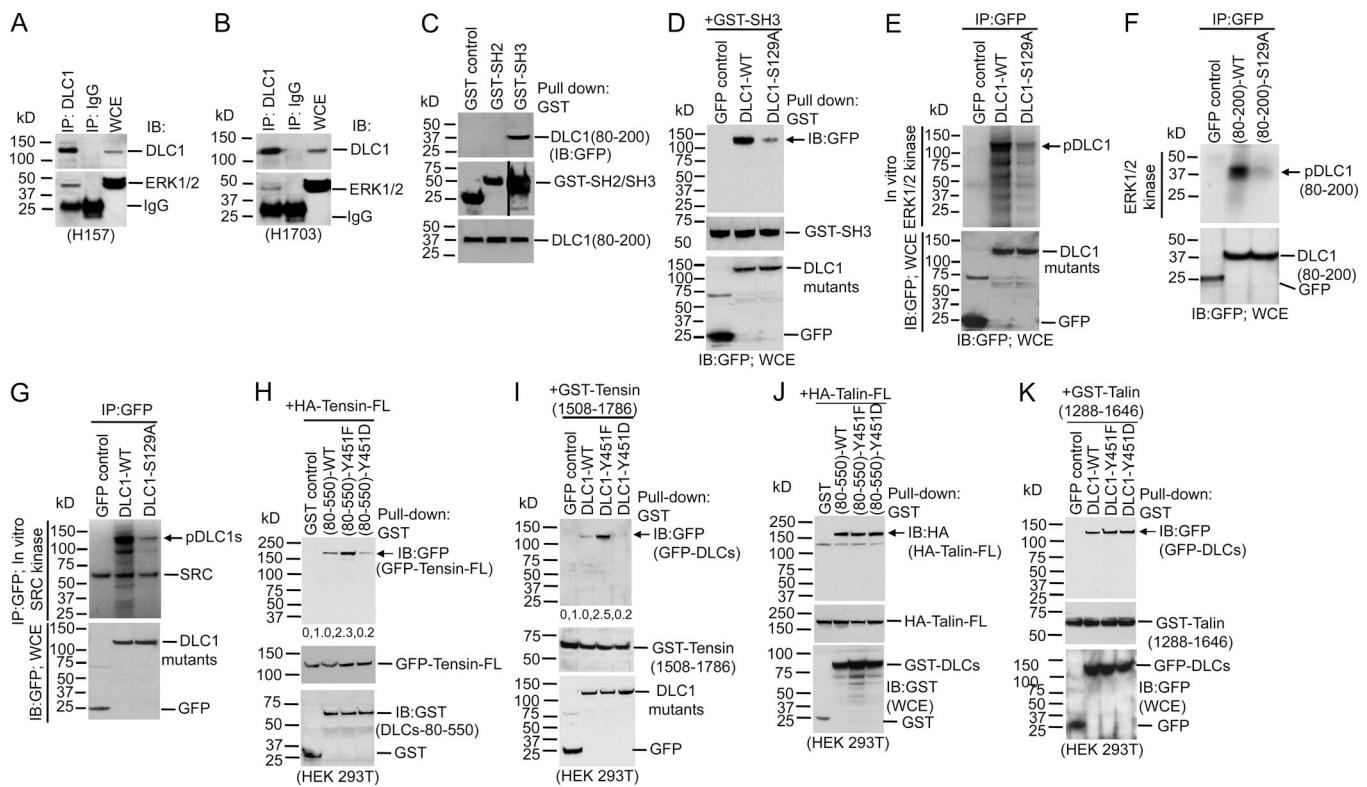 A
IP: DLC1
IP: IgG
WCE
kD
IB:
150
100
DLC1
50
37
25
ERK1/2
IgG
(H157)
B
IP: DLC1
IP: IgG
WCE
kD
IB:
150
100
DLC1
50
37
25
ERK1/2
IgG
(H1703)
C
GST control
GST-SH2
GST-SH3
Pull down:
GST
kD
50
37
25
DLC1(80-200)
(IB:GFP)
75
50
37
25
GST-SH2/SH3
50
37
25
DLC1(80-200)
D
+GST-SH3
GFP control
DLC1-WT
DLC1-S129A
Pull down:
GST
kD
150
100
75
50
37
25
IB:GFP
75
50
GST-SH3
150
100
75
50
37
25
DLC1
mutants
GFP
IB:GFP; WCE
E
IP:GFP
GFP control
DLC1-WT
DLC1-S129A
kD
In vitro
ERK1/2 kinase
150
100
75
50
37
25
pDLC1
IB:GFP; WCE
150
100
75
50
37
25
DLC1
mutants
GFP
IB:GFP; WCE
F
IP:GFP
GFP control
(80-200)-WT
(80-200)-S129A
kD
ERK1/2
kinase
50
37
25
pDLC1
(80-200)
50
37
25
DLC1
(80-200)
GFP
IB:GFP; WCE
G
IP:GFP
GFP control
DLC1-WT
DLC1-S129A
kD
IP:GFP; In vitro
SRC kinase
150
100
75
50
37
25
pDLC1s
SRC
IB:GFP; WCE
150
100
75
50
37
25
DLC1
mutants
GFP
H
+HA-Tensin-FL
GST control
(80-550)-WT
(80-550)-Y451F
(80-550)-Y451D
Pull-down:
GST
kD
250
150
100
75
50
37
IB:GFP
(GFP-Tensin-FL)
0,1.0,2.3,0.2
150
100
GFP-Tensin-FL
75
50
37
25
IB:GST
(DLCs-80-550)
GST
(HEK 293T)
I
+GST-Tensin
(1508-1786)
GFP control
DLC1-WT
DLC1-Y451F
DLC1-Y451D
Pull-down:
GST
kD
150
100
75
50
37
25
IB:GFP
(GFP-DLCs)
0,1.0,2.5,0.2
75
50
GST-Tensin
(1508-1786)
150
100
75
50
37
25
DLC1
mutants
GFP
(HEK 293T)
J
+HA-Talin-FL
GST
(80-550)-WT
(80-550)-Y451F
(80-550)-Y451D
Pull-down:
GST
kD
250
150
100
75
50
IB:HA
(HA-Talin-FL)
250
150
HA-Talin-FL
100
75
50
37
25
GST-DLCs
IB:GST
(WCE)
GST
(HEK 293T)
K
+GST-Talin
(1288-1646)
GFP control
DLC1-WT
DLC1-Y451F
DLC1-Y451D
Pull-down:
GST
kD
150
100
75
50
37
25
IB:GFP
(GFP-DLCs)
75
50
GST-Talin
(1288-1646)
150
100
75
50
37
25
GFP-DLCs
IB:GFP
(WCE)
GFP
(HEK 293T)